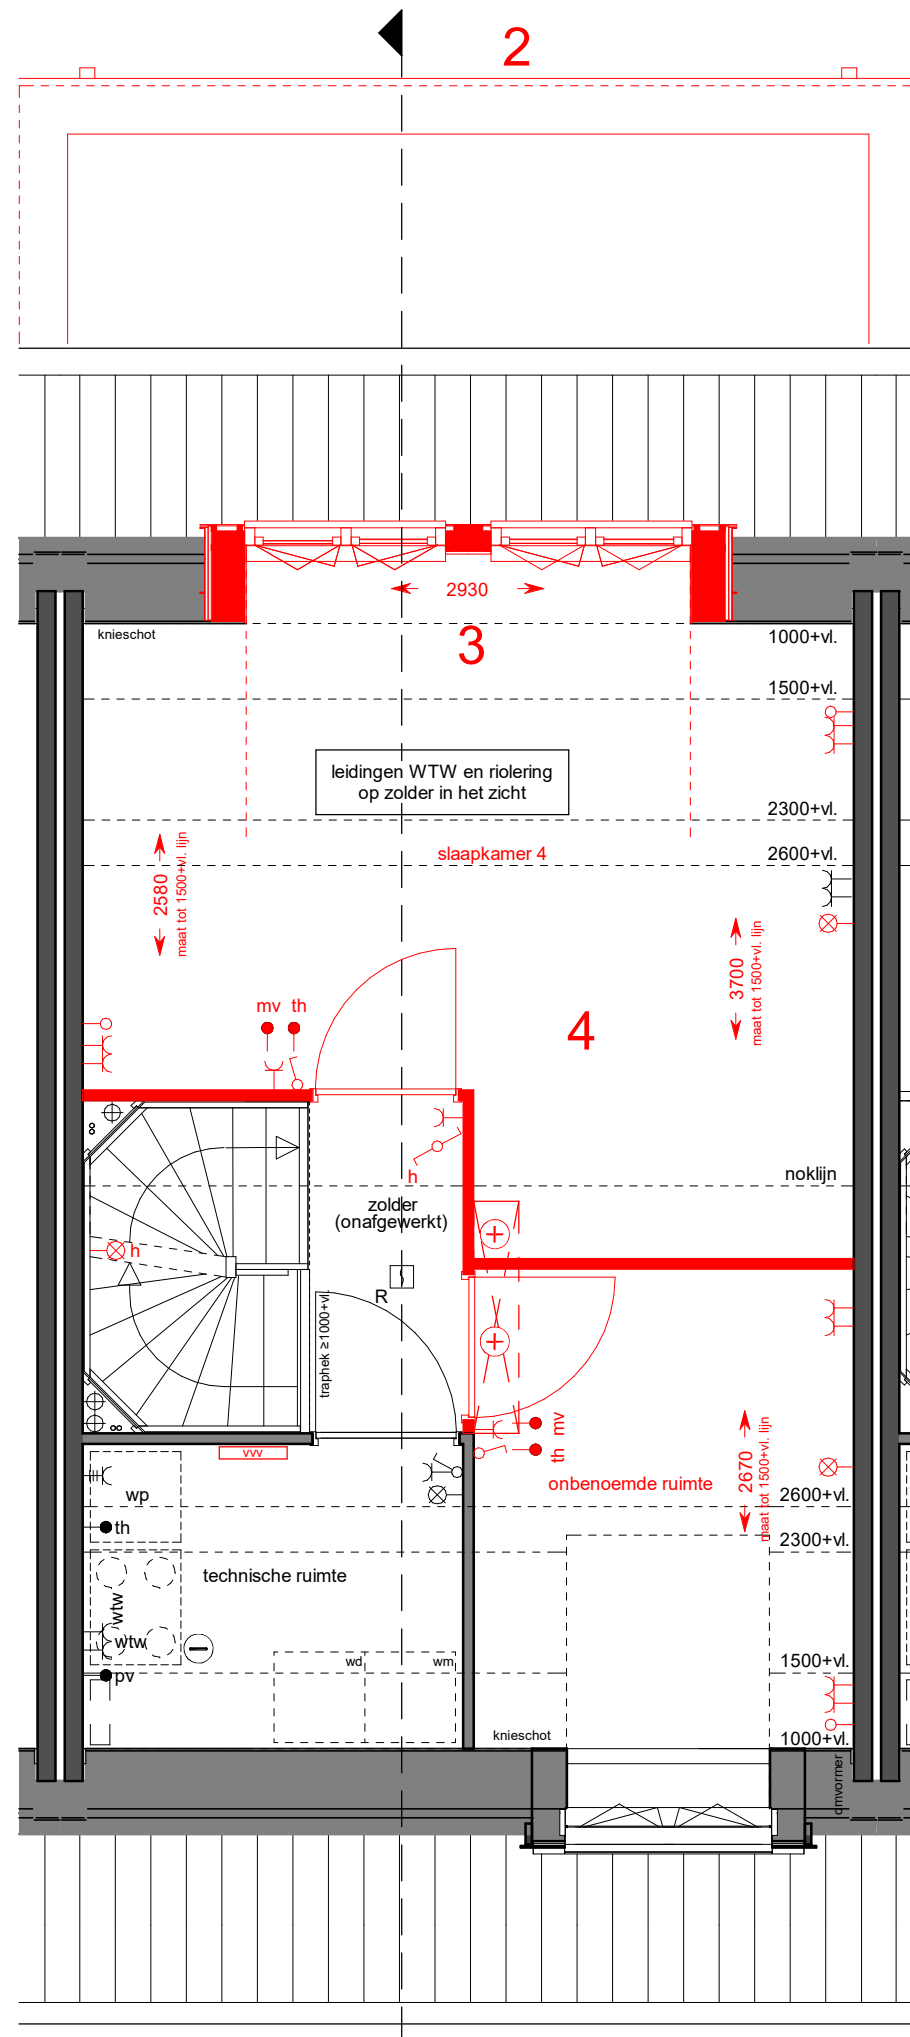 2
2930
3
knieschot
1000+vl.
1500+vl.
leidingen WTW en riolering
op zolder in het zicht
2300+vl.
slaapkamer 4
2600+vl.
2580
maat tot 1500+vl. lijn
3700
maat tot 1500+vl. lijn
mv th
4
h
noklijn
zolder
(onafgewerkt)
h
R
traphek ≥1000+vl.
vvv
th mv
2670
maat tot 1500+vl. lijn
onbenoemde ruimte
wp
2600+vl.
th
2300+vl.
technische ruimte
wtw
wtw
wd
wm
1500+vl.
pv
knieschot
1000+vl.
omvormer